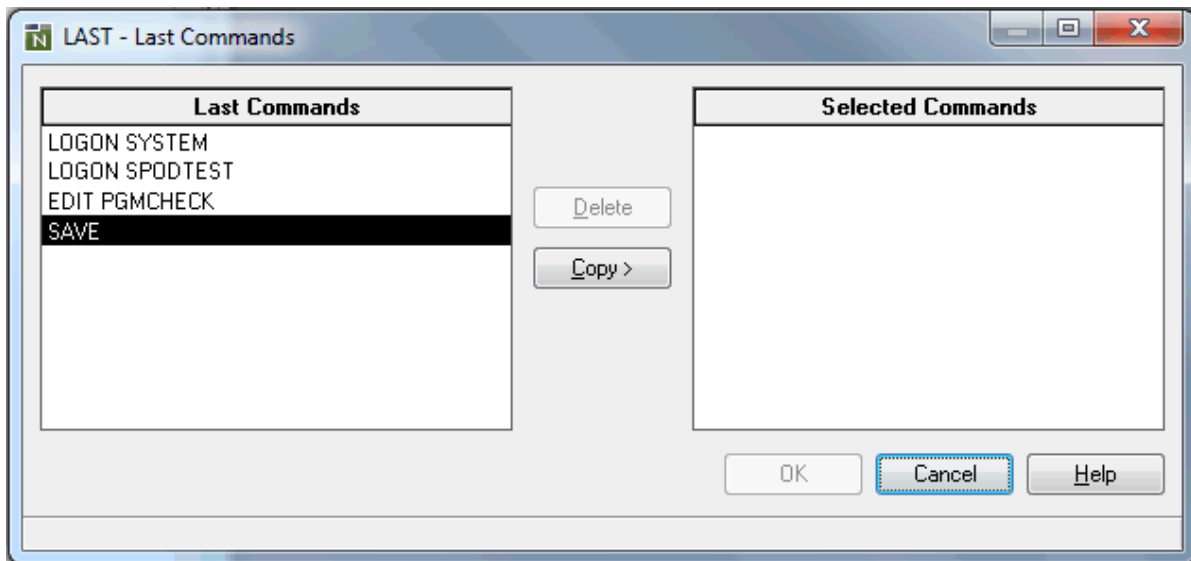 LAST - Last Commands
Last Commands
LOGON SYSTEM
LOGON SPODTEST
EDIT PGMCHECK
SAVE
Delete
Copy >
Selected Commands
OK
Cancel
Help